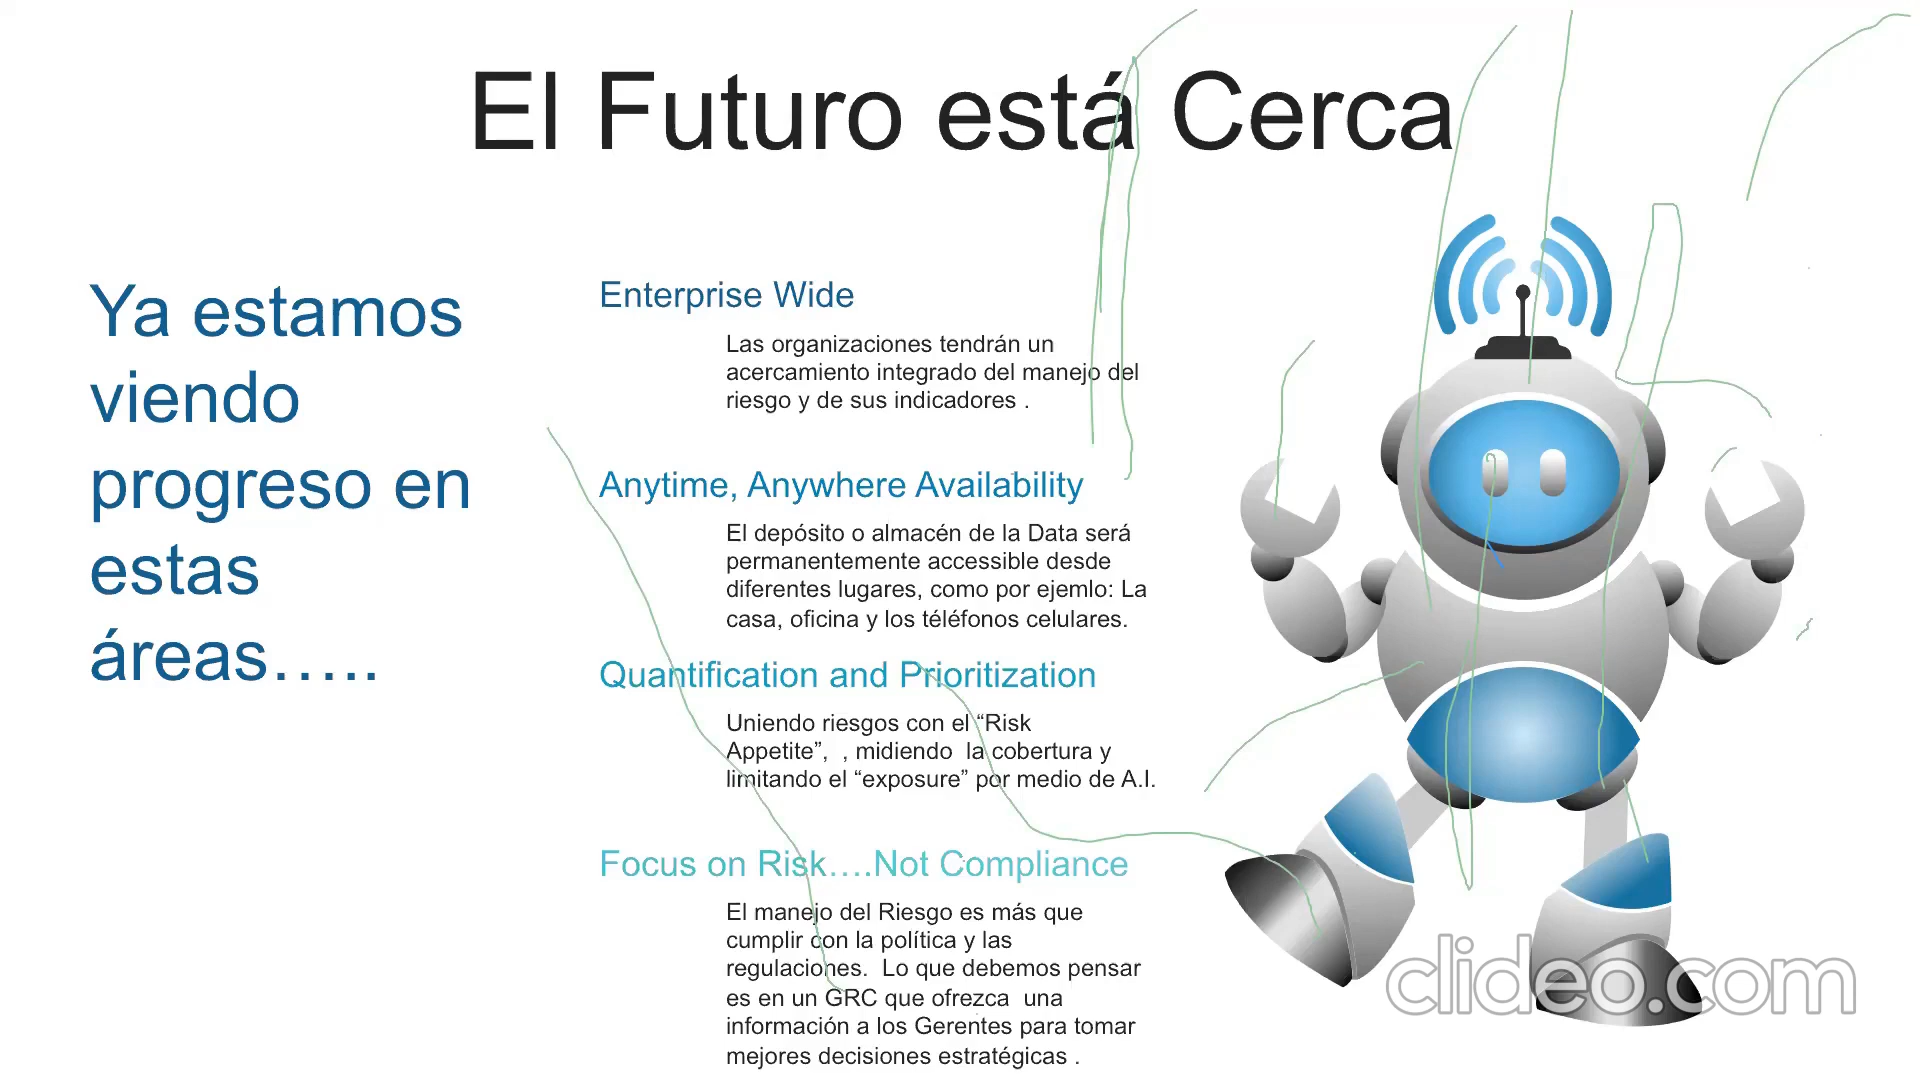 El Futuro está Cerca
Ya estamos
viendo
progreso en
estas
áreas…..
Enterprise Wide
Las organizaciones tendrán un
acercamiento integrado del manejo del
riesgo y de sus indicadores .
Anytime, Anywhere Availability
El depósito o almacén de la Data será
permanentemente accessible desde
diferentes lugares, como por ejemlo: La
casa, oficina y los téléfonos celulares.
Quantification and Prioritization
Uniendo riesgos con el “Risk
Appetite”,  , midiendo  la cobertura y
limitando el “exposure” por medio de A.I.
Focus on Risk….Not Compliance
El manejo del Riesgo es más que
cumplir con la política y las
regulaciones.  Lo que debemos pensar
es en un GRC que ofrezca  una
información a los Gerentes para tomar
mejores decisiones estratégicas .
clideo.com